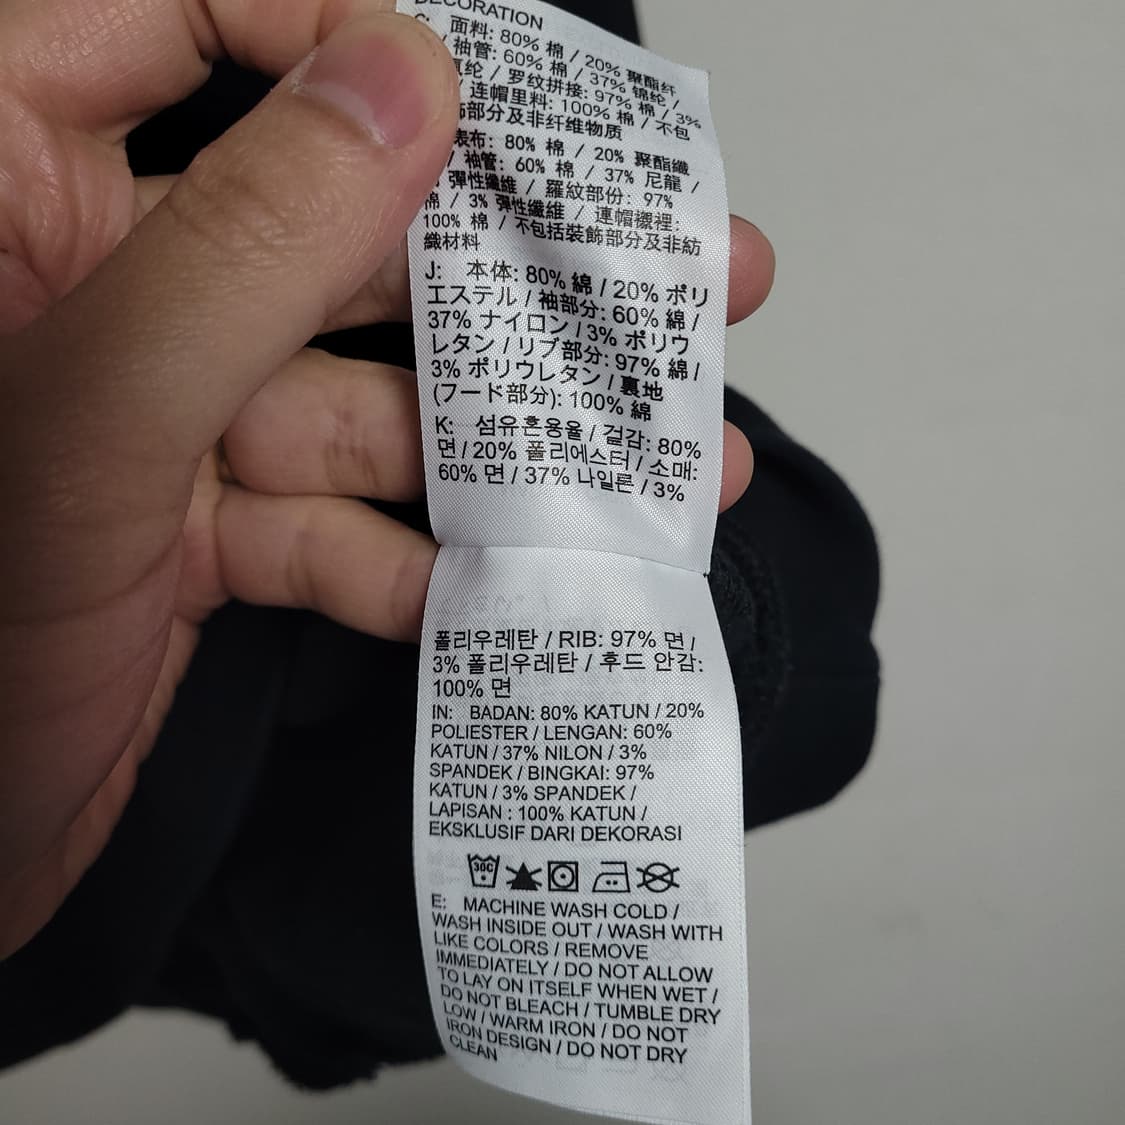 DECORATION
C: 面料: 80% 棉 / 20% 聚酯纤
/ 袖管: 60% 棉 / 37% 锦纶 /
纶 / 罗纹拼接: 97% 棉 / 3%
/ 连帽里料: 100% 棉 / 不包
饰部分及非纤维物质
表布: 80% 棉 / 20% 聚酯纖
/ 袖管: 60% 棉 / 37% 尼龍 /
彈性纖維 / 羅紋部份: 97%
棉 / 3% 彈性纖維 / 連帽襯裡:
100% 棉 / 不包括裝飾部分及非紡
織材料
J: 本体: 80% 綿 / 20% ポリ
エステル / 袖部分: 60% 綿 /
37% ナイロン / 3% ポリウ
レタン / リブ部分: 97% 綿 /
3% ポリウレタン / 裏地
(フード部分): 100% 綿
K: 섬유혼용율 / 겉감: 80%
면 / 20% 폴리에스터 / 소매:
60% 면 / 37% 나일론 / 3%
폴리우레탄 / RIB: 97% 면 /
3% 폴리우레탄 / 후드 안감:
100% 면
IN: BADAN: 80% KATUN / 20%
POLIESTER / LENGAN: 60%
KATUN / 37% NILON / 3%
SPANDEK / BINGKAI: 97%
KATUN / 3% SPANDEK /
LAPISAN : 100% KATUN /
EKSKLUSIF DARI DEKORASI
30C
E: MACHINE WASH COLD /
WASH INSIDE OUT / WASH WITH
LIKE COLORS / REMOVE
IMMEDIATELY / DO NOT ALLOW
TO LAY ON ITSELF WHEN WET /
DO NOT BLEACH / TUMBLE DRY
LOW / WARM IRON / DO NOT
IRON DESIGN / DO NOT DRY
CLEAN